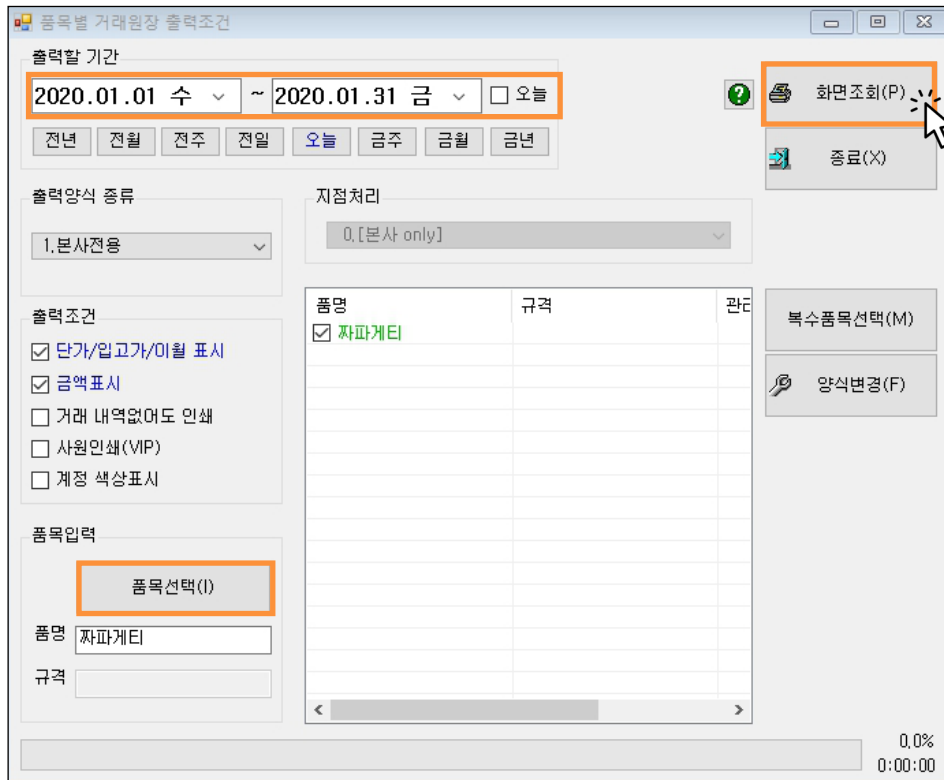 품목별 거래원장 출력조건
출력할 기간
2020.01.01 수 ~ 2020.01.31 금 오늘
전년 전월 전주 전일 오늘 금주 금월 금년
화면조회(P)
종료(X)
출력양식 종류
1.본사전용
지점처리
0.[본사 only]
출력조건
단가/입고가/이월 표시
금액표시
거래 내역없어도 인쇄
사원인쇄(VIP)
계정 색상표시
품명 규격
짜파게티
복수품목선택(M)
양식변경(F)
품목입력
품목선택(I)
품명 짜파게티
규격
0.0%
0:00:00